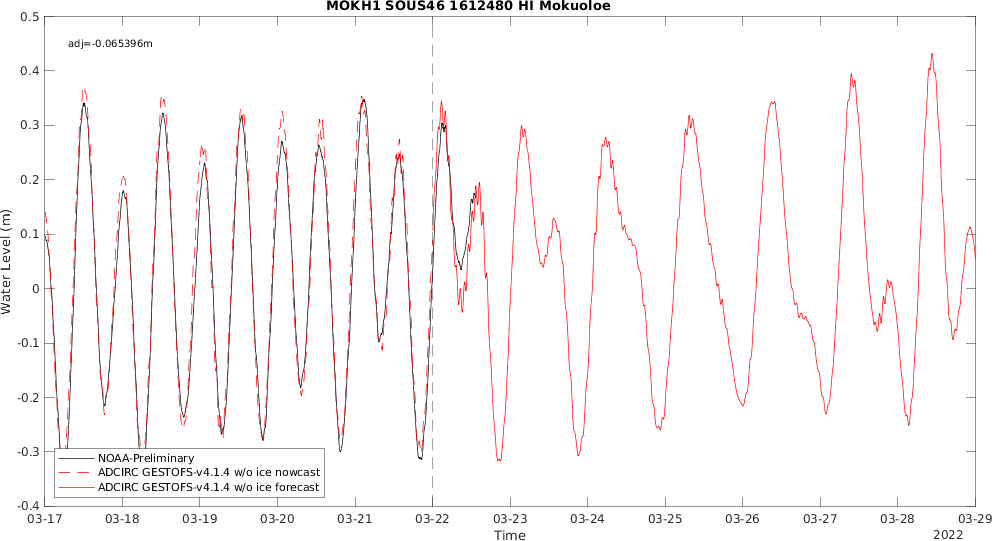 MOKH1 SOUS46 1612480 HI Mokuoloe
adj=-0.065396m
0.5
0.4
0.3
0.2
0.1
0
-0.1
-0.2
-0.3
-0.4
Water Level (m)
NOAA-Preliminary
ADCIRC GESTOFS-v4.1.4 w/o ice nowcast
ADCIRC GESTOFS-v4.1.4 w/o ice forecast
03-17 03-18 03-19 03-20 03-21 03-22 03-23 03-24 03-25 03-26 03-27 03-28 03-29
Time
2022